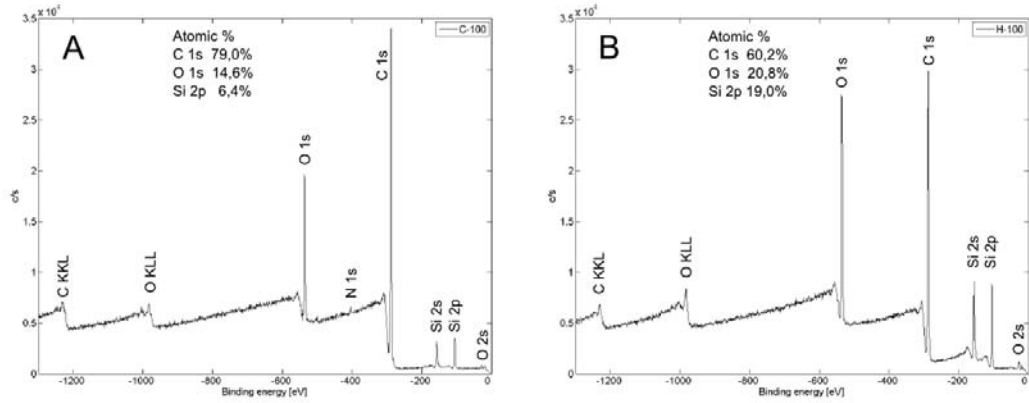 A
Atomic %
C 1s 79,0%
O 1s 14,6%
Si 2p 6,4%
C-100
C KKL
O KLL
O 1s
N 1s
C 1s
Si 2s
Si 2p
O 2s
3.5 x 10⁴
3
2.5
2
1.5
1
0.5
0
c/s
-1200
-1000
-800
-600
-400
-200
0
Binding energy [eV]
B
Atomic %
C 1s 60,2%
O 1s 20,8%
Si 2p 19,0%
H-100
C KKL
O KLL
O 1s
C 1s
Si 2s
Si 2p
O 2s
3.5 x 10⁴
3
2.5
2
1.5
1
0.5
0
c/s
-1200
-1000
-800
-600
-400
-200
0
Binding energy [eV]